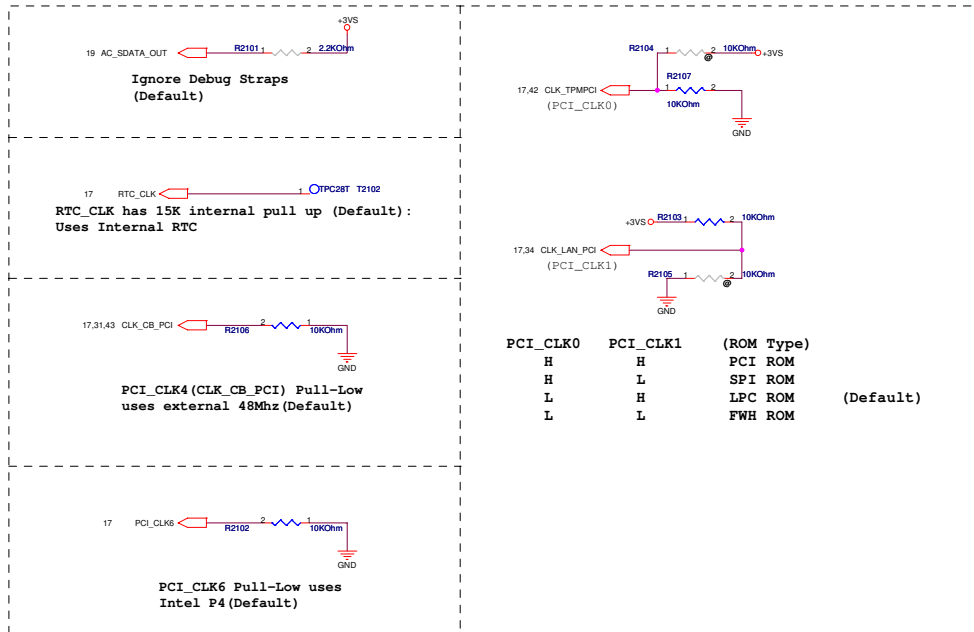 +3VS
19 AC_SDATA_OUT R2101 1 2 2.2KOhm
Ignore Debug Straps
(Default)
17 RTC_CLK 1 TPC28T T2102
RTC_CLK has 15K internal pull up (Default):
Uses Internal RTC
17,31,43 CLK_CB_PCI R2106 2 1 10KOhm
GND
PCI_CLK4(CLK_CB_PCI) Pull-Low
uses external 48Mhz(Default)
17 PCI_CLK6 R2102 2 1 10KOhm
GND
PCI_CLK6 Pull-Low uses
Intel P4(Default)
R2104 1 2 10KOhm +3VS
@
R2107
17,42 CLK_TPMPCI 1 2
(PCI_CLK0) 10KOhm
GND
+3VS R2103 1 2 10KOhm
17,34 CLK_LAN_PCI
(PCI_CLK1)
R2105 1 2 10KOhm
@
GND
PCI_CLK0 PCI_CLK1 (ROM Type)
H H PCI ROM
H L SPI ROM
L H LPC ROM (Default)
L L FWH ROM